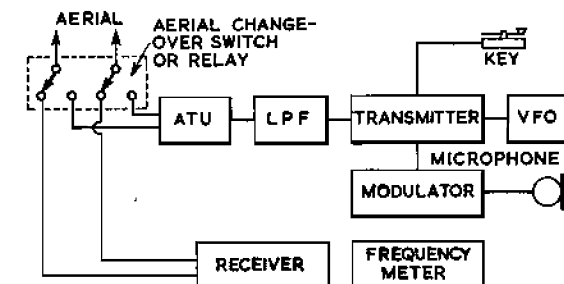 AERIAL
AERIAL CHANGE-
OVER SWITCH
OR RELAY
KEY
ATU
LPF
TRANSMITTER
VFO
MICROPHONE
MODULATOR
RECEIVER
FREQUENCY
METER